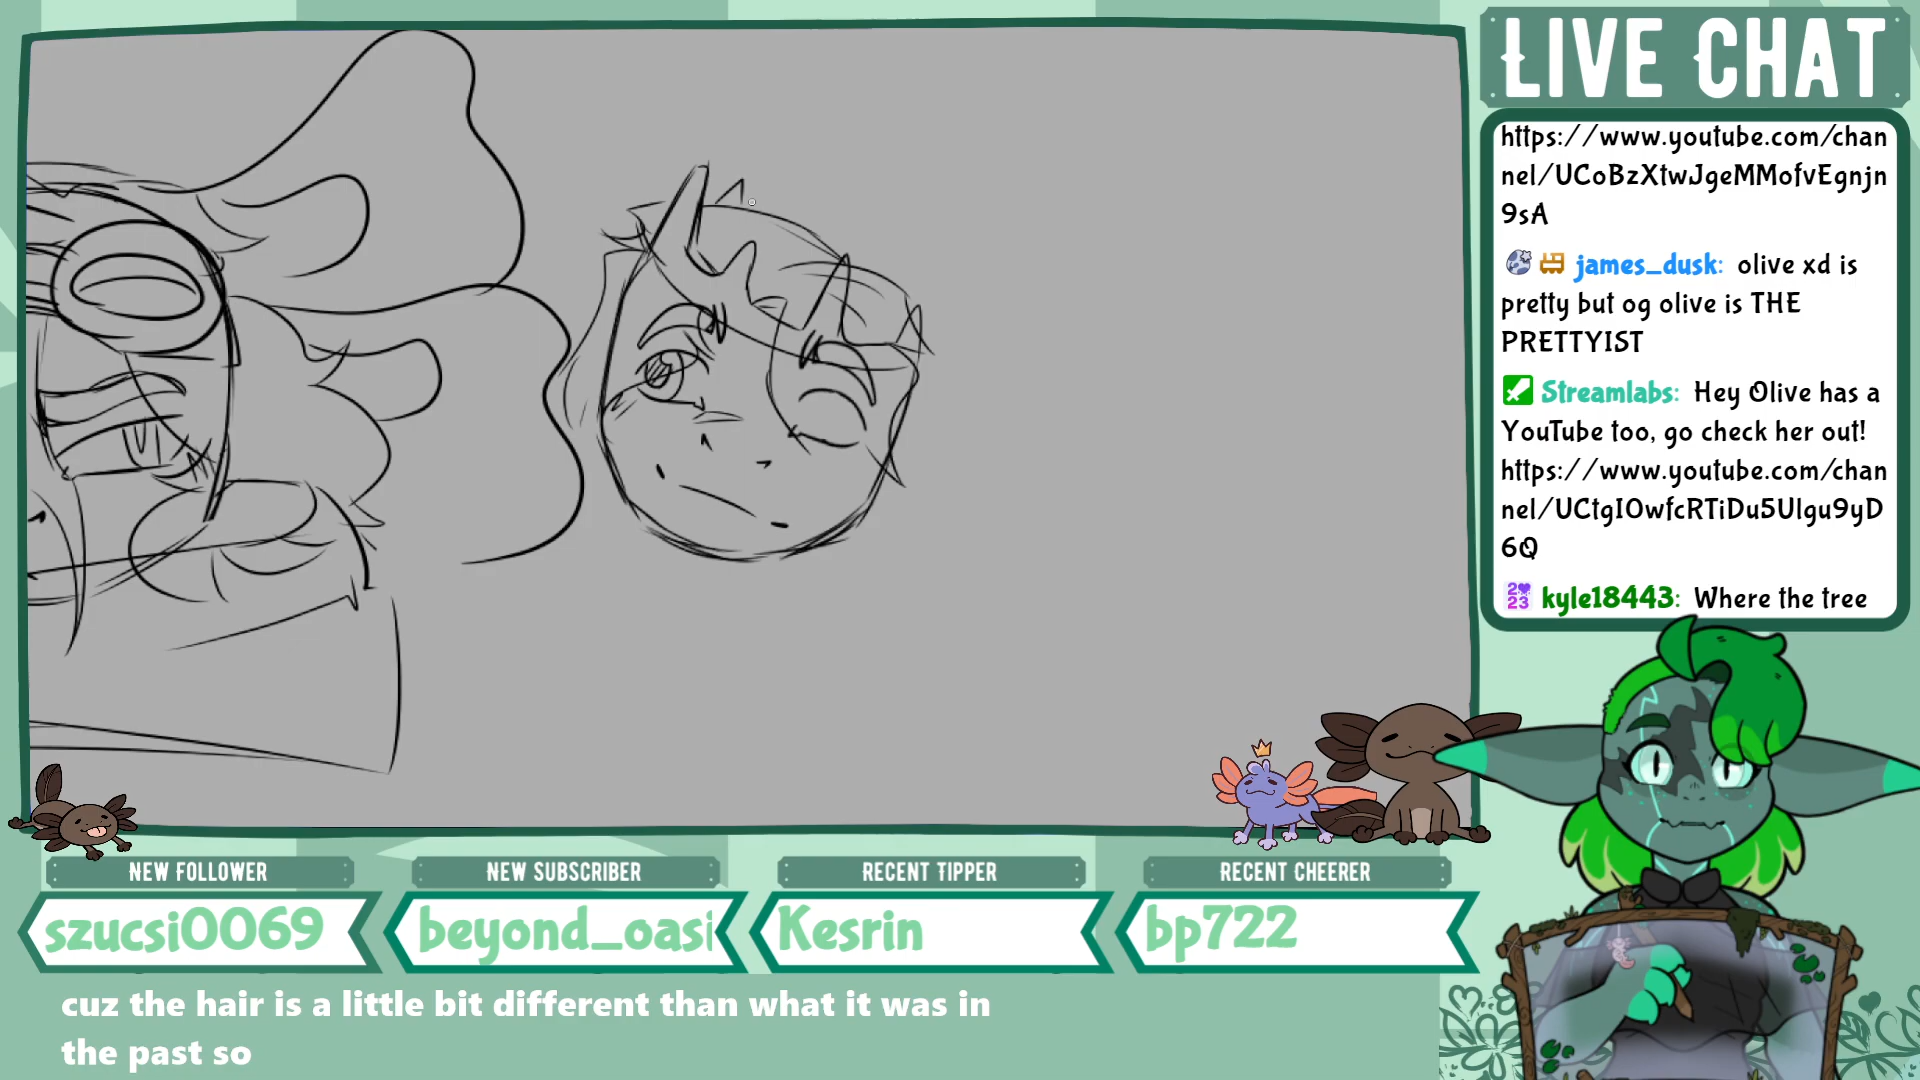 LIVE CHAT
https://www.youtube.com/chan
nel/UCoBzXtwJgeMMofvEgnjn
9sA
james_dusk: olive xd is
pretty but og olive is THE
PRETTYIST
Streamlabs: Hey Olive has a
YouTube too, go check her out!
https://www.youtube.com/chan
nel/UCtgIOwfcRTiDu5Ulgu9yD
6Q
2023 kyle18443: Where the tree
NEW FOLLOWER
NEW SUBSCRIBER
RECENT TIPPER
RECENT CHEERER
szucsi0069
beyond_oasi
Kesrin
bp722
cuz the hair is a little bit different than what it was in
the past so